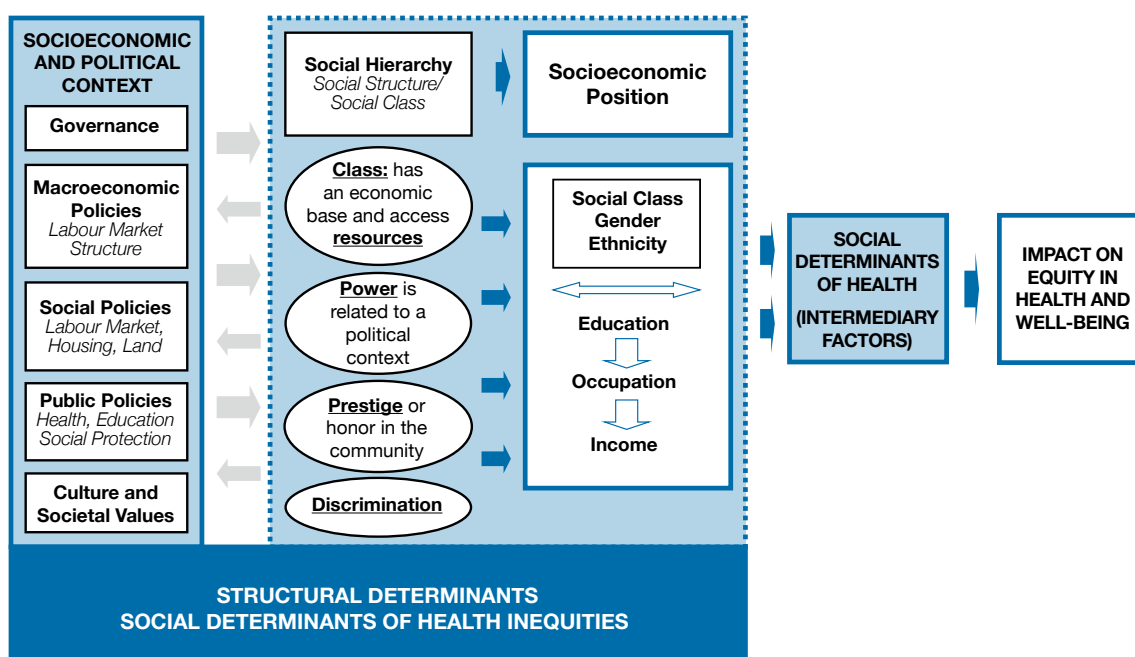 SOCIOECONOMIC
AND POLITICAL
CONTEXT
Governance
Macroeconomic
Policies
Labour Market
Structure
Social Policies
Labour Market,
Housing, Land
Public Policies
Health, Education
Social Protection
Culture and
Societal Values
Social Hierarchy
Social Structure/
Social Class
Class: has
an economic
base and access
resources
Power is
related to a
political
context
Prestige or
honor in the
community
Discrimination
Socioeconomic
Position
Social Class
Gender
Ethnicity
Education
Occupation
Income
SOCIAL
DETERMINANTS
OF HEALTH
(INTERMEDIARY
FACTORS)
IMPACT ON
EQUITY IN
HEALTH AND
WELL-BEING
STRUCTURAL DETERMINANTS
SOCIAL DETERMINANTS OF HEALTH INEQUITIES